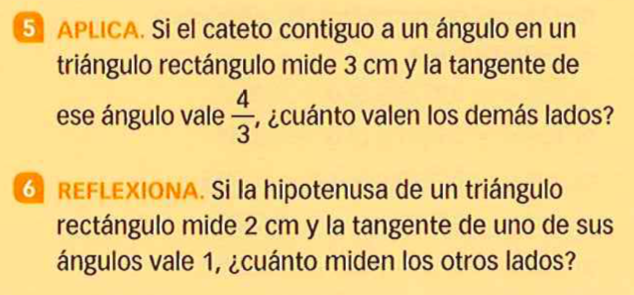 5 APLICA. Si el cateto contiguo a un ángulo en un
triángulo rectángulo mide 3 cm y la tangente de
ese ángulo vale 4/3, ¿cuánto valen los demás lados?
6 REFLEXIONA. Si la hipotenusa de un triángulo
rectángulo mide 2 cm y la tangente de uno de sus
ángulos vale 1, ¿cuánto miden los otros lados?